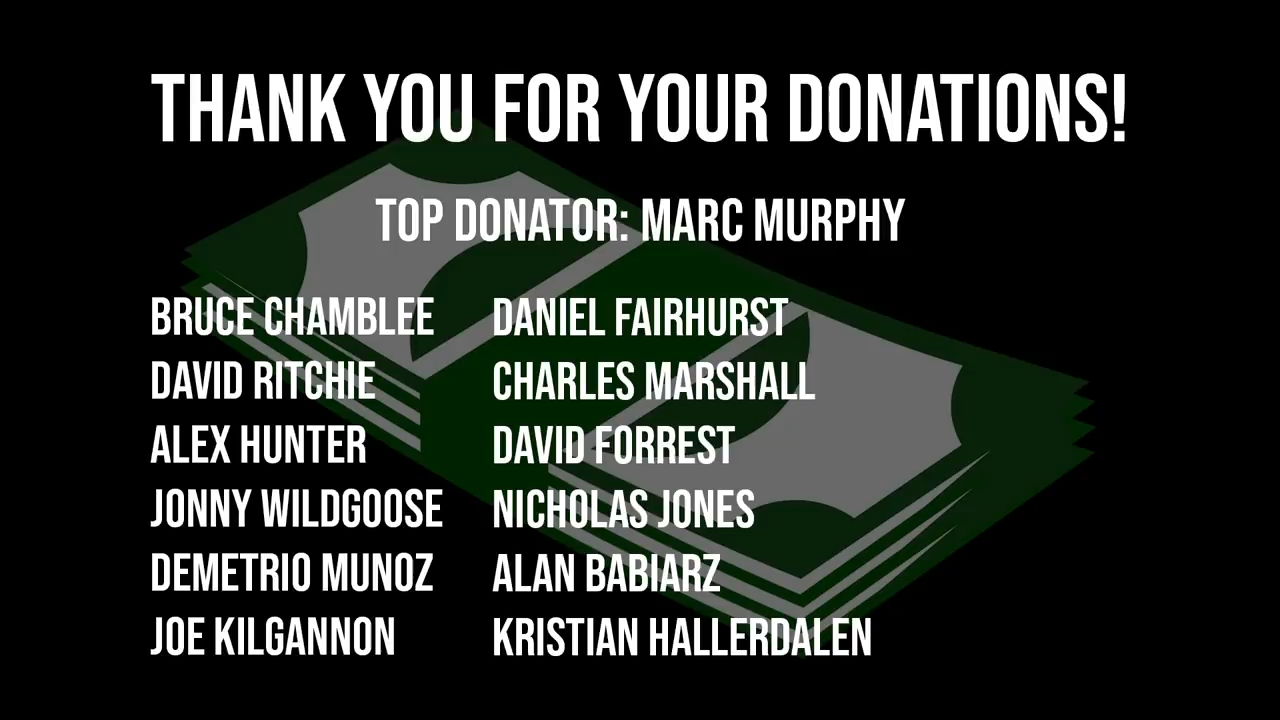 THANK YOU FOR YOUR DONATIONS!
TOP DONATOR: MARC MURPHY
BRUCE CHAMBLEE
DAVID RITCHIE
ALEX HUNTER
JONNY WILDGOOSE
DEMETRIO MUNOZ
JOE KILGANNON
DANIEL FAIRHURST
CHARLES MARSHALL
DAVID FORREST
NICHOLAS JONES
ALAN BABIARZ
KRISTIAN HALLERDALEN